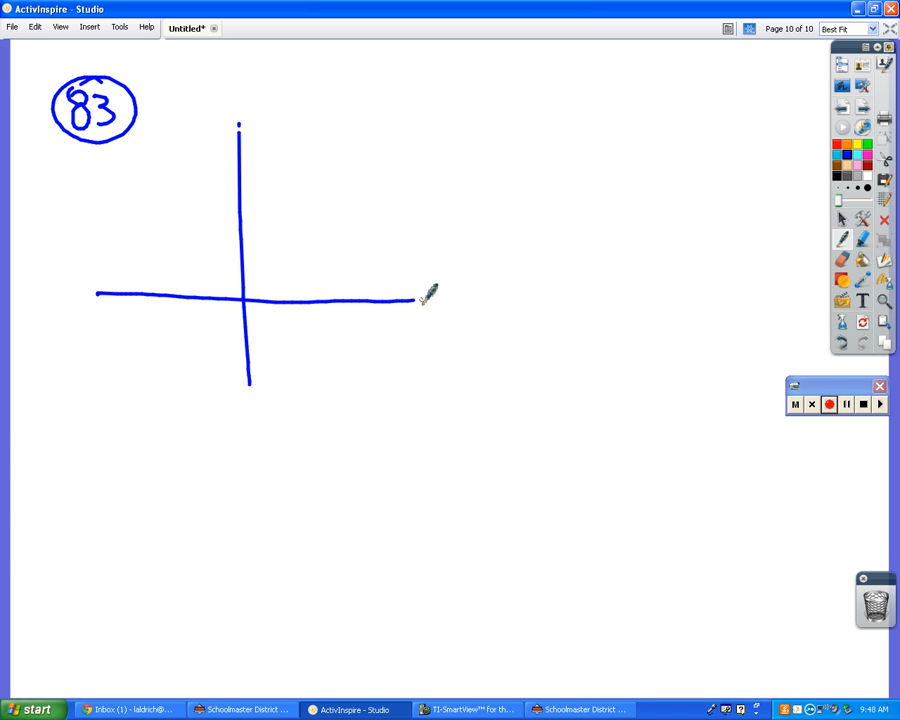 ActivInspire - Studio
File Edit View Insert Tools Help Untitled* Page 10 of 10 Best Fit
83
T
M
start Inbox (1) - laldrich@... Schoolmaster District ... ActivInspire - Studio TI-SmartView™ for th... Schoolmaster District ... 9:48 AM